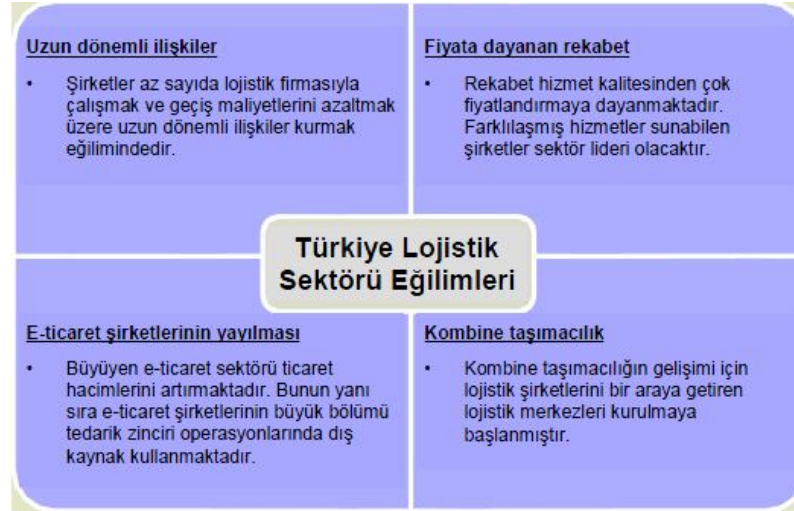 Uzun dönemli ilişkiler
• Şirketler az sayıda lojistik firmasıyla
çalışmak ve geçiş maliyetlerini azaltmak
üzere uzun dönemli ilişkiler kurmak
eğilimindedir.
Fiyata dayanan rekabet
• Rekabet hizmet kalitesinden çok
fiyatlandırmaya dayanmaktadır.
Farklılaşmış hizmetler sunabilen
şirketler sektör lideri olacaktır.
Türkiye Lojistik
Sektörü Eğilimleri
E-ticaret şirketlerinin yayılması
• Büyüyen e-ticaret sektörü ticaret
hacimlerini artırmaktadır. Bunun yanı
sıra e-ticaret şirketlerinin büyük bölümü
tedarik zinciri operasyonlarında dış
kaynak kullanmaktadır.
Kombine taşımacılık
• Kombine taşımacılığın gelişimi için
lojistik şirketlerini bir araya getiren
lojistik merkezleri kurulmaya
başlanmıştır.